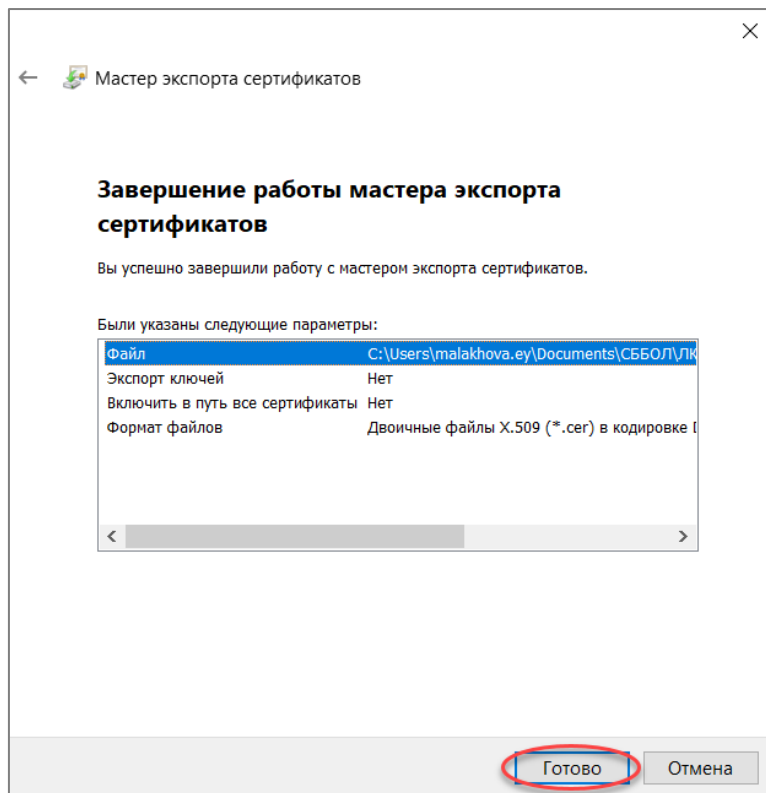 Мастер экспорта сертификатов
Завершение работы мастера экспорта
сертификатов
Вы успешно завершили работу с мастером экспорта сертификатов.
Были указаны следующие параметры:
Файл C:\Users\malakhova.ey\Documents\СББОЛ\ЛК
Экспорт ключей Нет
Включить в путь все сертификаты Нет
Формат файлов Двоичные файлы X.509 (*.cer) в кодировке
Готово Отмена